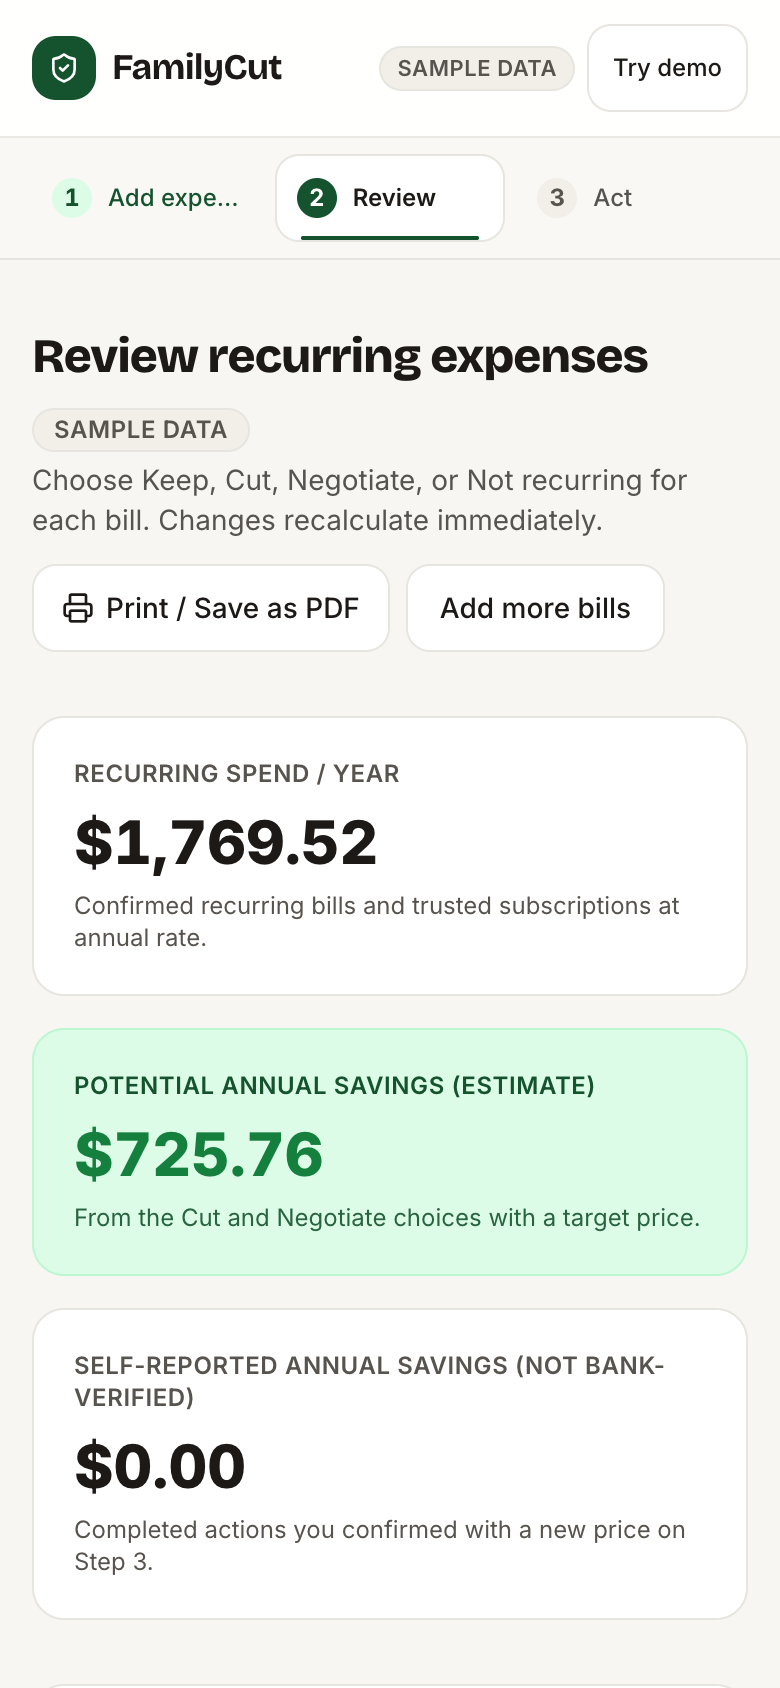 FamilyCut
SAMPLE DATA
Try demo
1 Add expe...
2 Review
3 Act
Review recurring expenses
SAMPLE DATA
Choose Keep, Cut, Negotiate, or Not recurring for
each bill. Changes recalculate immediately.
Print / Save as PDF
Add more bills
RECURRING SPEND / YEAR
$1,769.52
Confirmed recurring bills and trusted subscriptions at
annual rate.
POTENTIAL ANNUAL SAVINGS (ESTIMATE)
$725.76
From the Cut and Negotiate choices with a target price.
SELF-REPORTED ANNUAL SAVINGS (NOT BANK-
VERIFIED)
$0.00
Completed actions you confirmed with a new price on
Step 3.